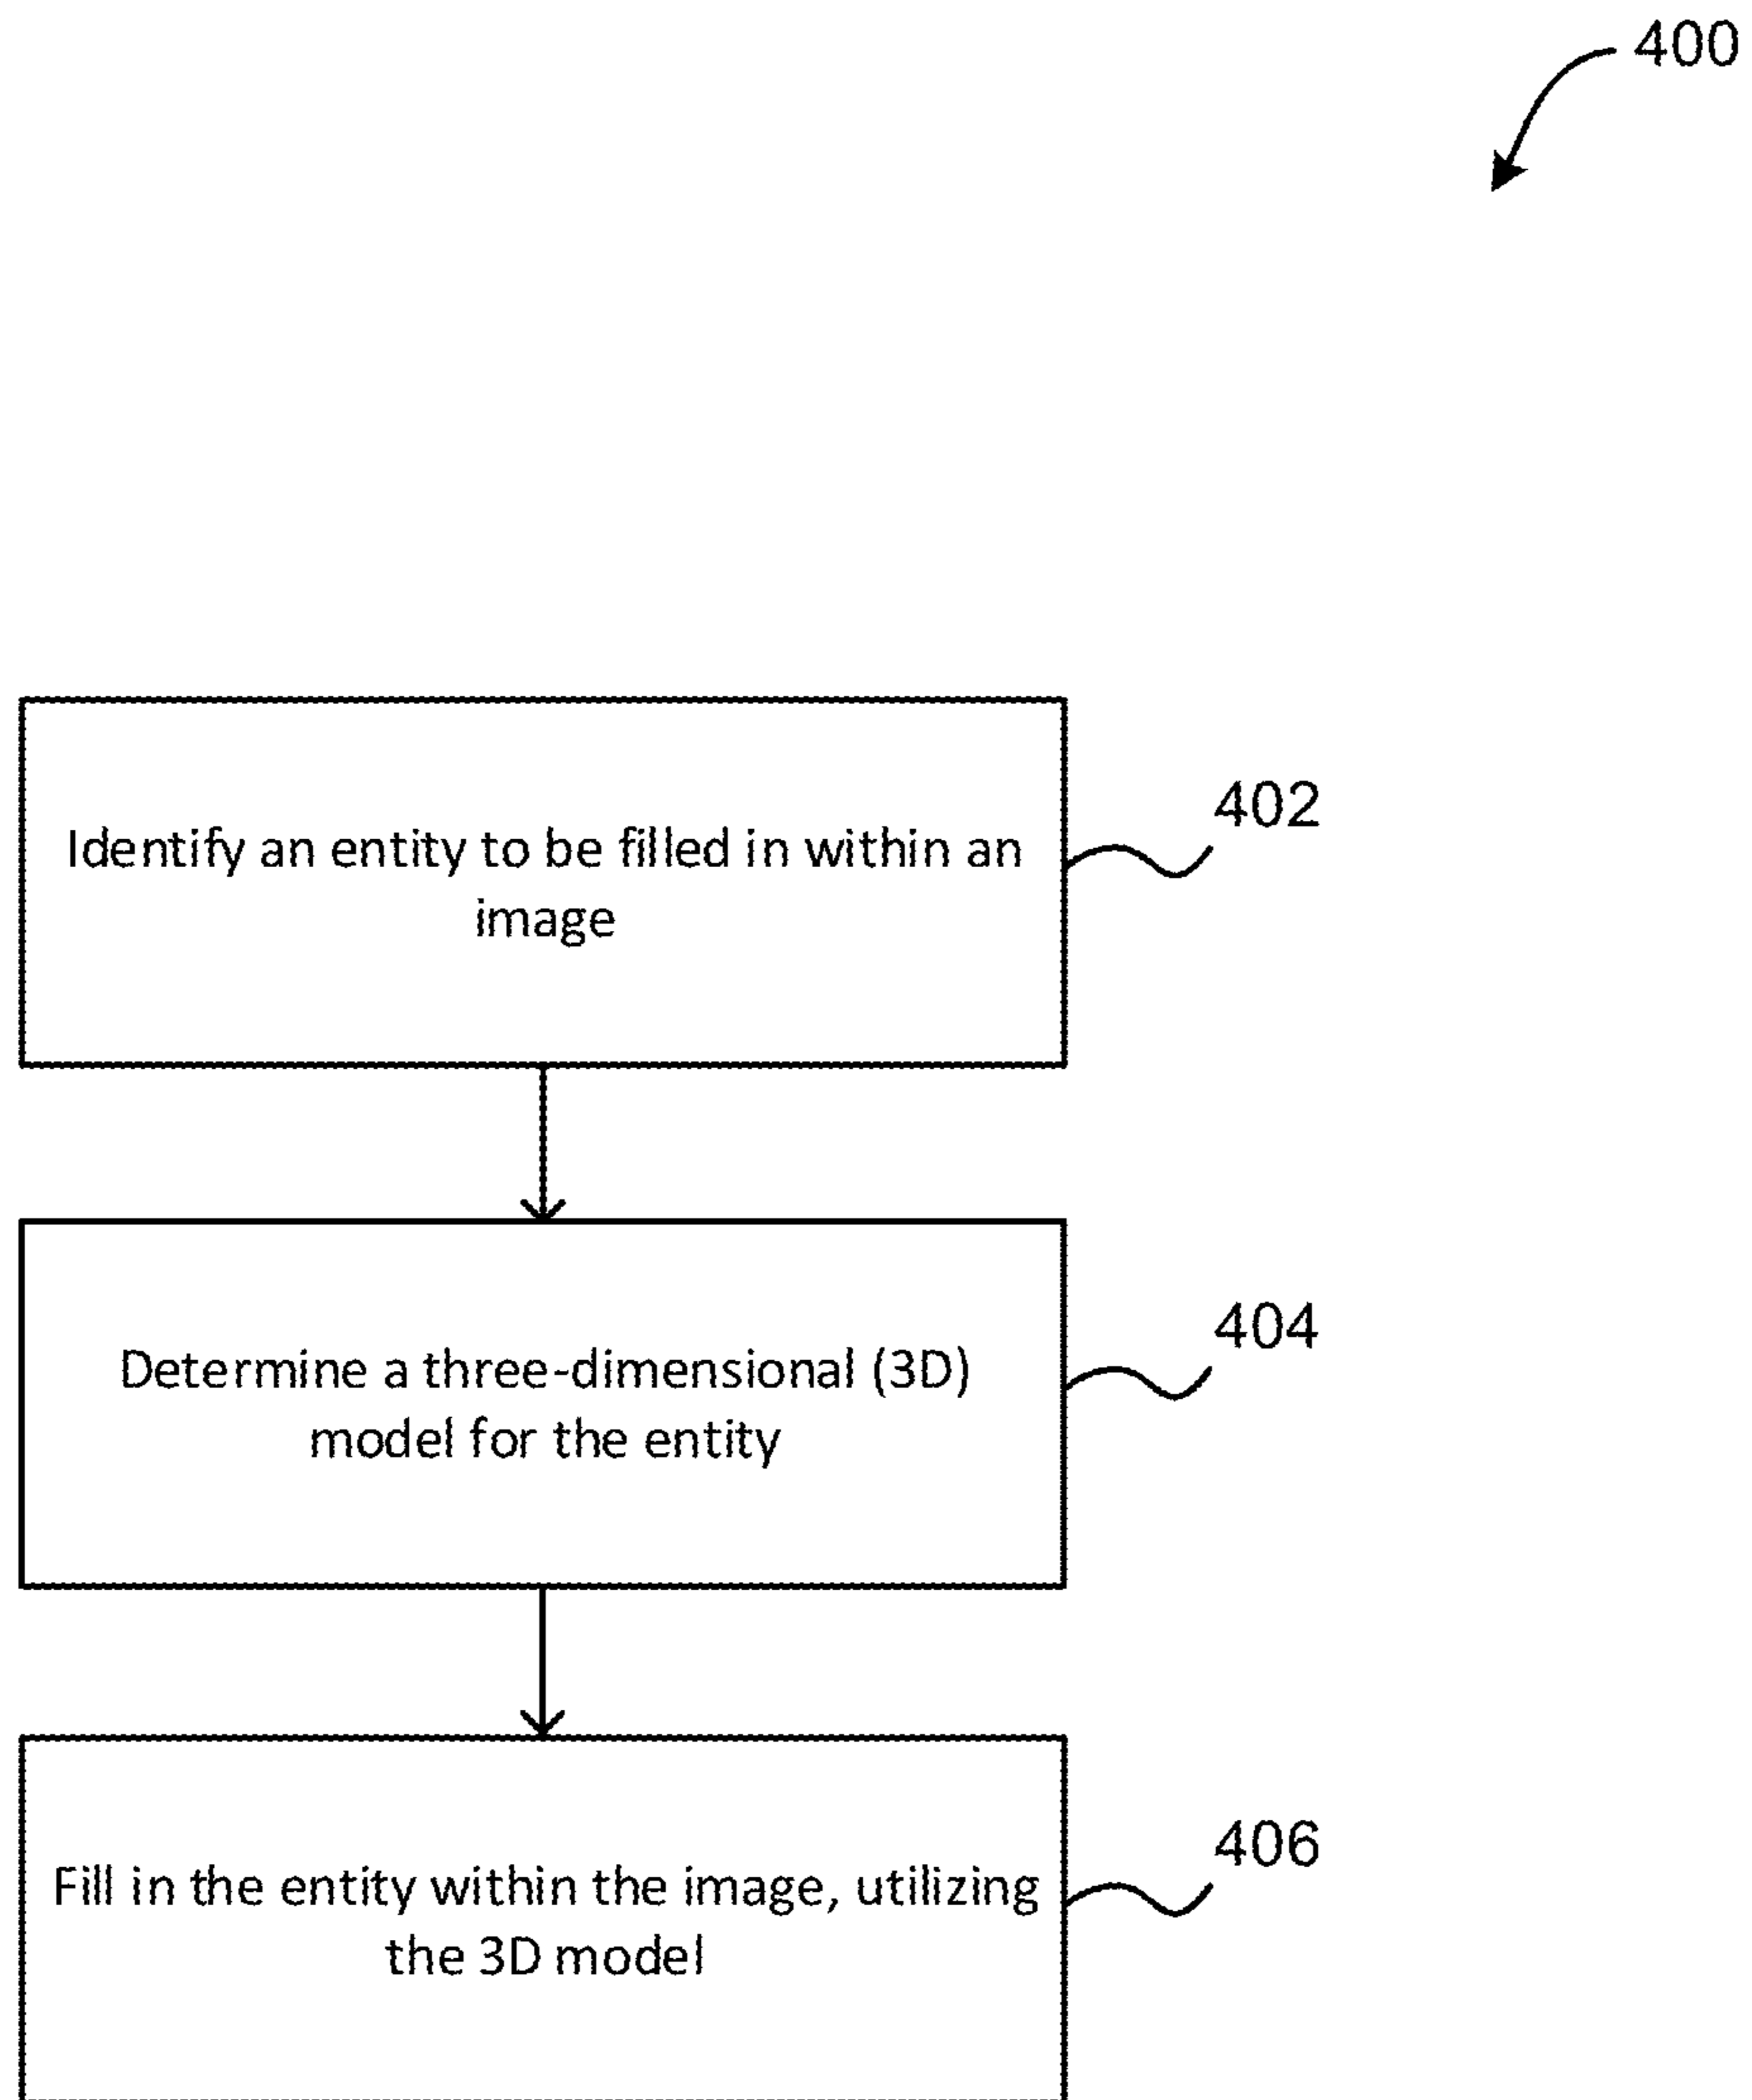 400
Identify an entity to be filled in within an
image
402
Determine a three-dimensional (3D)
model for the entity
404
Fill in the entity within the image, utilizing
the 3D model
406